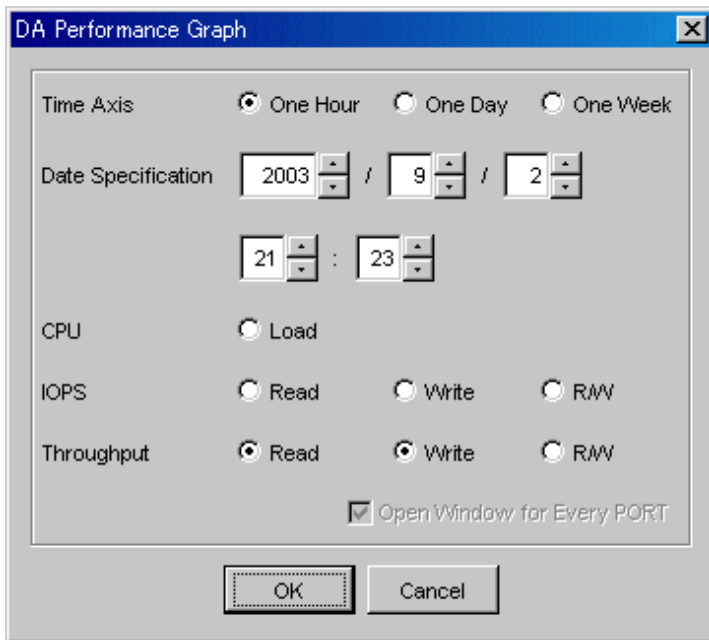 DA Performance Graph
Time Axis One Hour One Day One Week
Date Specification 2003 / 9 / 2
21 : 23
CPU Load
IOPS Read Write R/W
Throughput Read Write R/W
Open Window for Every PORT
OK Cancel